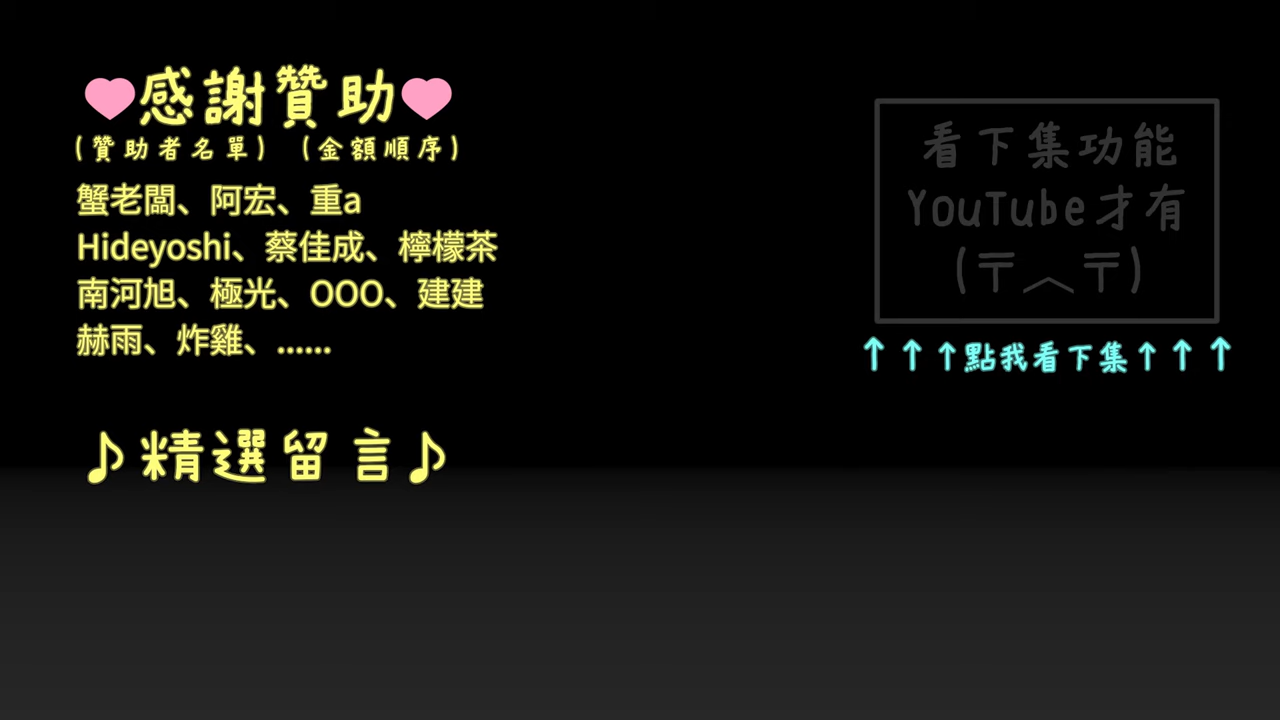 感謝贊助
(贊助者名單) (金額順序)
蟹老闆、阿宏、重a
Hideyoshi、蔡佳成、檸檬茶
南河旭、極光、OOO、建建
赫雨、炸雞、......
♪精選留言♪
看下集功能
YouTube才有
(〒︿〒)
↑↑↑點我看下集↑↑↑